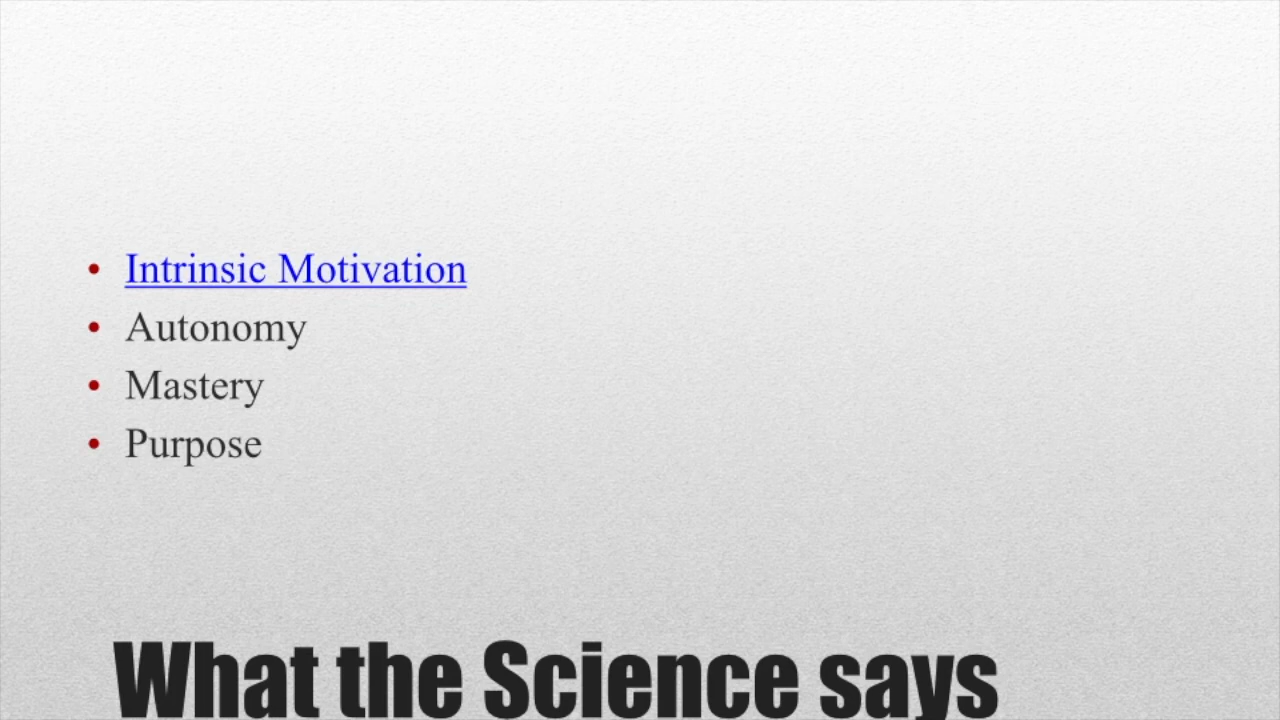 • Intrinsic Motivation
• Autonomy
• Mastery
• Purpose
What the Science says